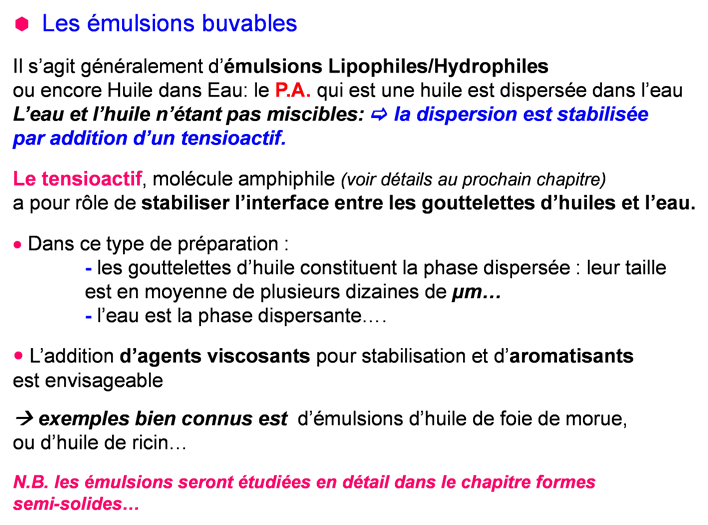 Les émulsions buvables
Il s’agit généralement d’émulsions Lipophiles/Hydrophiles
ou encore Huile dans Eau: le P.A. qui est une huile est dispersée dans l’eau
L’eau et l’huile n’étant pas miscibles: ⇨ la dispersion est stabilisée
par addition d’un tensioactif.
Le tensioactif, molécule amphiphile (voir détails au prochain chapitre)
a pour rôle de stabiliser l’interface entre les gouttelettes d’huiles et l’eau.
• Dans ce type de préparation :
- les gouttelettes d’huile constituent la phase dispersée : leur taille
est en moyenne de plusieurs dizaines de µm…
- l’eau est la phase dispersante….
• L’addition d’agents viscosants pour stabilisation et d’aromatisants
est envisageable
→ exemples bien connus est d’émulsions d’huile de foie de morue,
ou d’huile de ricin…
N.B. les émulsions seront étudiées en détail dans le chapitre formes
semi-solides…